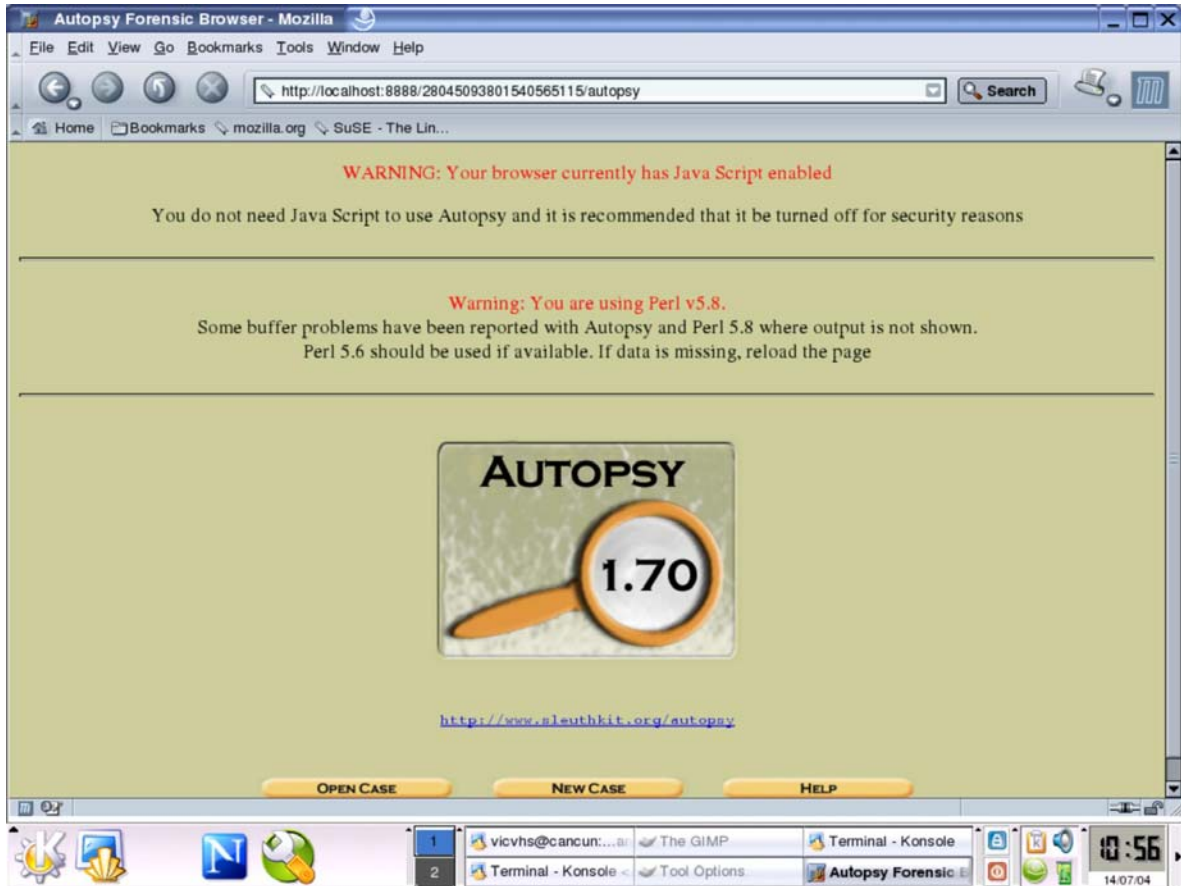 Autopsy Forensic Browser - Mozilla
File Edit View Go Bookmarks Tools Window Help
http://localhost:8888/28045093801540565115/autopsy
Search
Home Bookmarks mozilla.org SuSE - The Lin...
WARNING: Your browser currently has Java Script enabled
You do not need Java Script to use Autopsy and it is recommended that it be turned off for security reasons
Warning: You are using Perl v5.8.
Some buffer problems have been reported with Autopsy and Perl 5.8 where output is not shown.
Perl 5.6 should be used if available. If data is missing, reload the page
AUTOPSY
1.70
http://www.sleuthkit.org/autopsy
OPEN CASE NEW CASE HELP
1 vicvhs@cancun:... The GIMP Terminal - Konsole
2 Terminal - Konsole Tool Options Autopsy Forensic
10:56
14/07/04